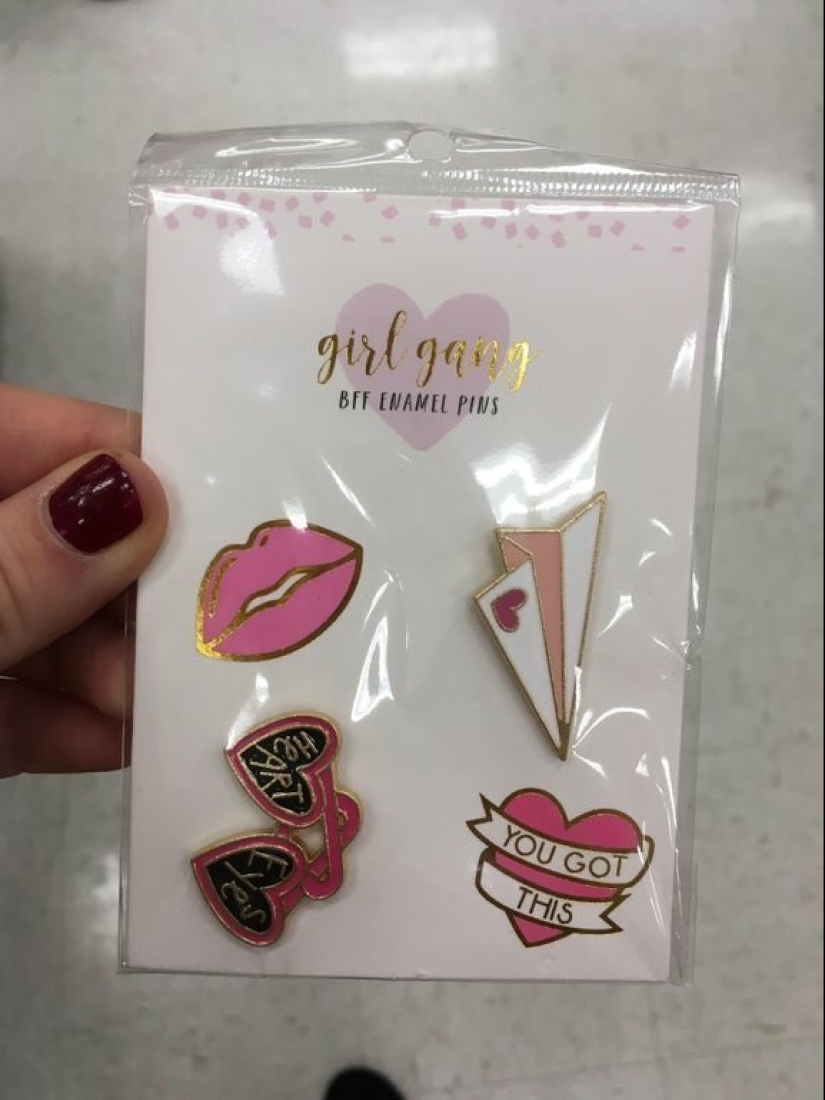 girl gang
BFF ENAMEL PINS
HeART
EYes
YOU GOT
THIS